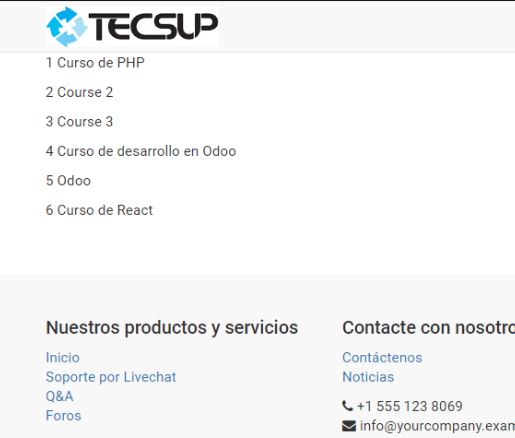 TECSUP
1 Curso de PHP
2 Course 2
3 Course 3
4 Curso de desarrollo en Odoo
5 Odoo
6 Curso de React
Nuestros productos y servicios
Inicio
Soporte por Livechat
Q&A
Foros
Contacte con nosotro
Contáctenos
Noticias
+1 555 123 8069
info@yourcompany.exam